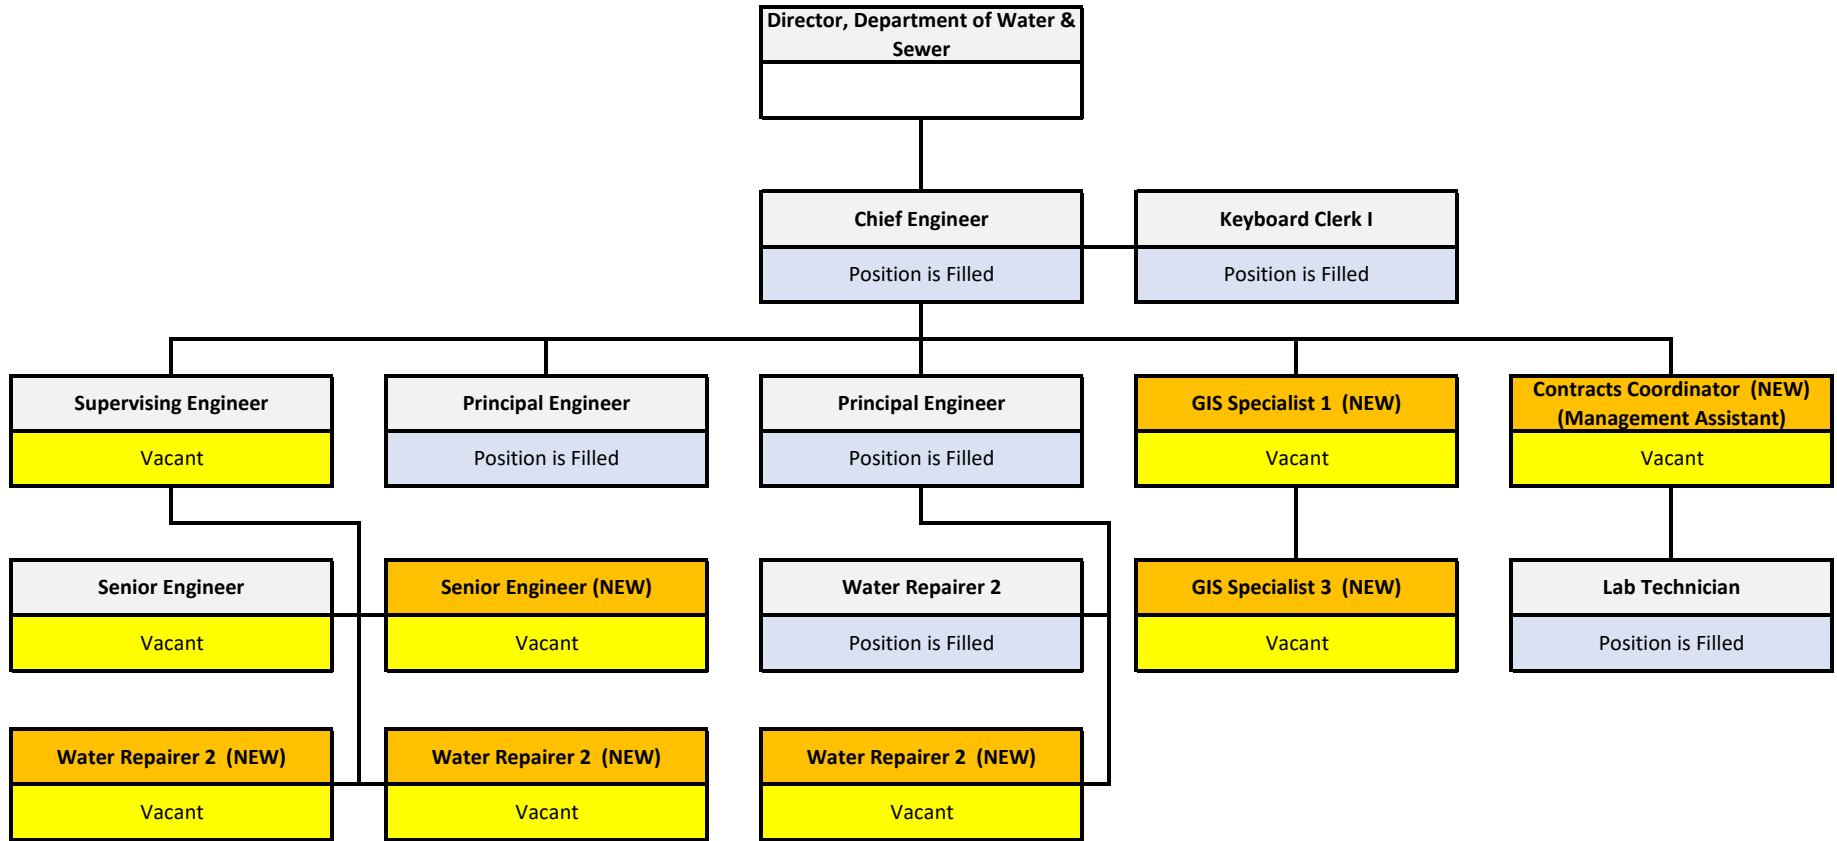 Director, Department of Water &
Sewer
Chief Engineer
Keyboard Clerk I
Position is Filled
Position is Filled
Supervising Engineer
Principal Engineer
Principal Engineer
GIS Specialist 1 (NEW)
Contracts Coordinator (NEW)
(Management Assistant)
Vacant
Position is Filled
Position is Filled
Vacant
Vacant
Senior Engineer
Senior Engineer (NEW)
Water Repairer 2
GIS Specialist 3 (NEW)
Lab Technician
Vacant
Vacant
Position is Filled
Vacant
Position is Filled
Water Repairer 2 (NEW)
Water Repairer 2 (NEW)
Water Repairer 2 (NEW)
Vacant
Vacant
Vacant